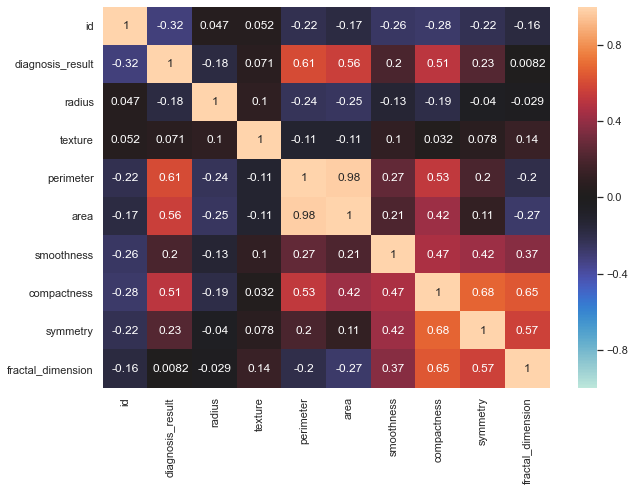 id 1 -0.32 0.047 0.052 -0.22 -0.17 -0.26 -0.28 -0.22 -0.16
diagnosis_result -0.32 1 -0.18 0.071 0.61 0.56 0.2 0.51 0.23 0.0082
radius 0.047 -0.18 1 0.1 -0.24 -0.25 -0.13 -0.19 -0.04 -0.029
texture 0.052 0.071 0.1 1 -0.11 -0.11 0.1 0.032 0.078 0.14
perimeter -0.22 0.61 -0.24 -0.11 1 0.98 0.27 0.53 0.2 -0.2
area -0.17 0.56 -0.25 -0.11 0.98 1 0.21 0.42 0.11 -0.27
smoothness -0.26 0.2 -0.13 0.1 0.27 0.21 1 0.47 0.42 0.37
compactness -0.28 0.51 -0.19 0.032 0.53 0.42 0.47 1 0.68 0.65
symmetry -0.22 0.23 -0.04 0.078 0.2 0.11 0.42 0.68 1 0.57
fractal_dimension -0.16 0.0082 -0.029 0.14 -0.2 -0.27 0.37 0.65 0.57 1
id diagnosis_result radius texture perimeter area smoothness compactness symmetry fractal_dimension
0.8
0.4
0.0
-0.4
-0.8